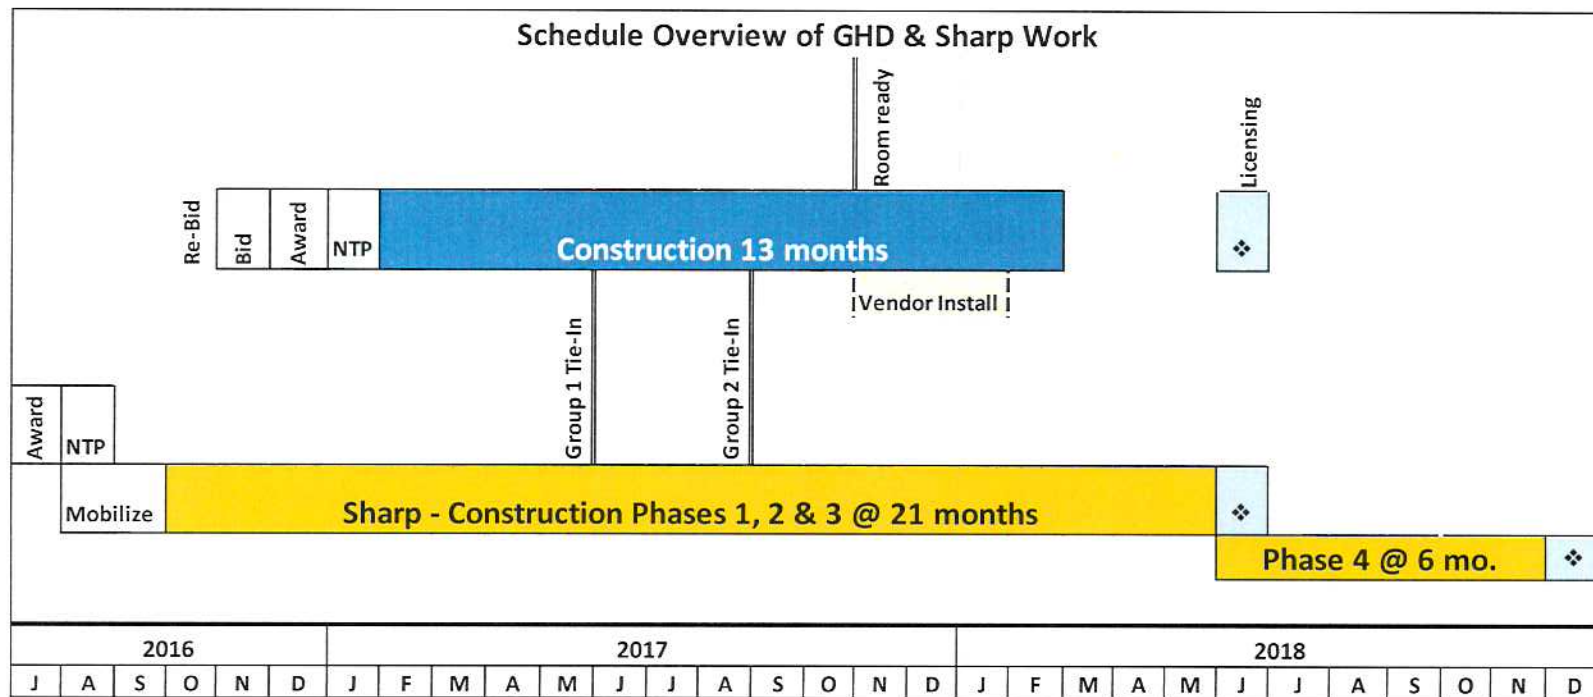 Schedule Overview of GHD & Sharp Work
Room ready
Licensing
Re-Bid
Bid
Award
NTP
Construction 13 months
❖
Vendor Install
Group 1 Tie-In
Group 2 Tie-In
Award
NTP
Mobilize
Sharp - Construction Phases 1, 2 & 3 @ 21 months
❖
Phase 4 @ 6 mo.
❖
2016 2017 2018
J A S O N D J F M A M J J A S O N D J F M A M J J A S O N D